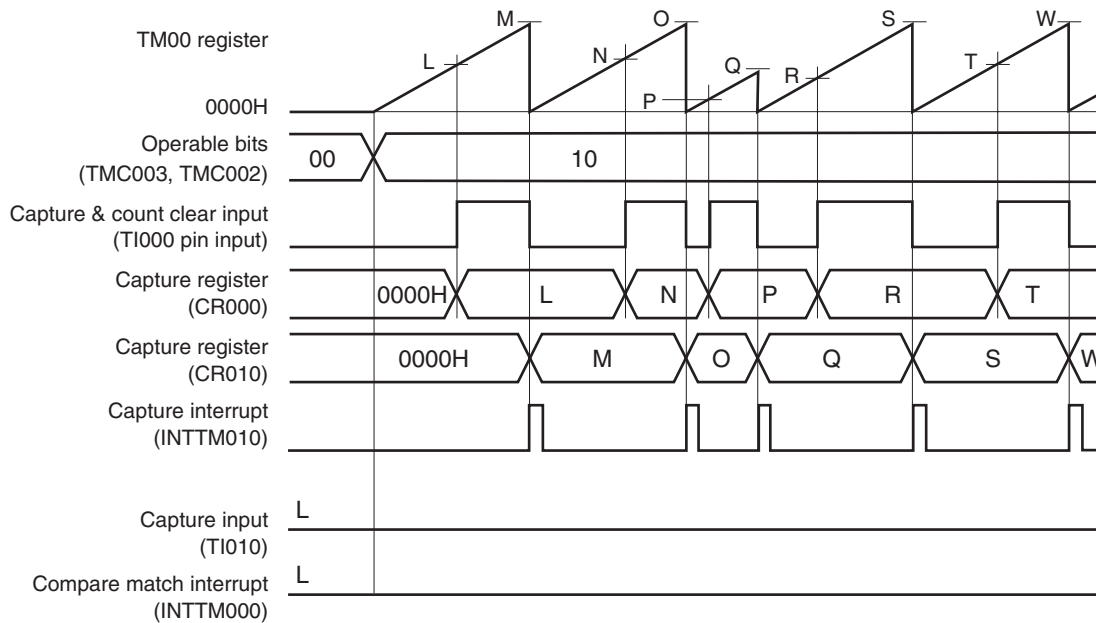 M
O
S
W
TM00 register
L
N
Q
R
T
P
0000H
Operable bits
(TMC003, TMC002)
00
10
Capture & count clear input
(TI000 pin input)
Capture register
(CR000)
0000H
L
N
P
R
T
Capture register
(CR010)
0000H
M
O
Q
S
W
Capture interrupt
(INTTM010)
L
Capture input
(TI010)
L
Compare match interrupt
(INTTM000)